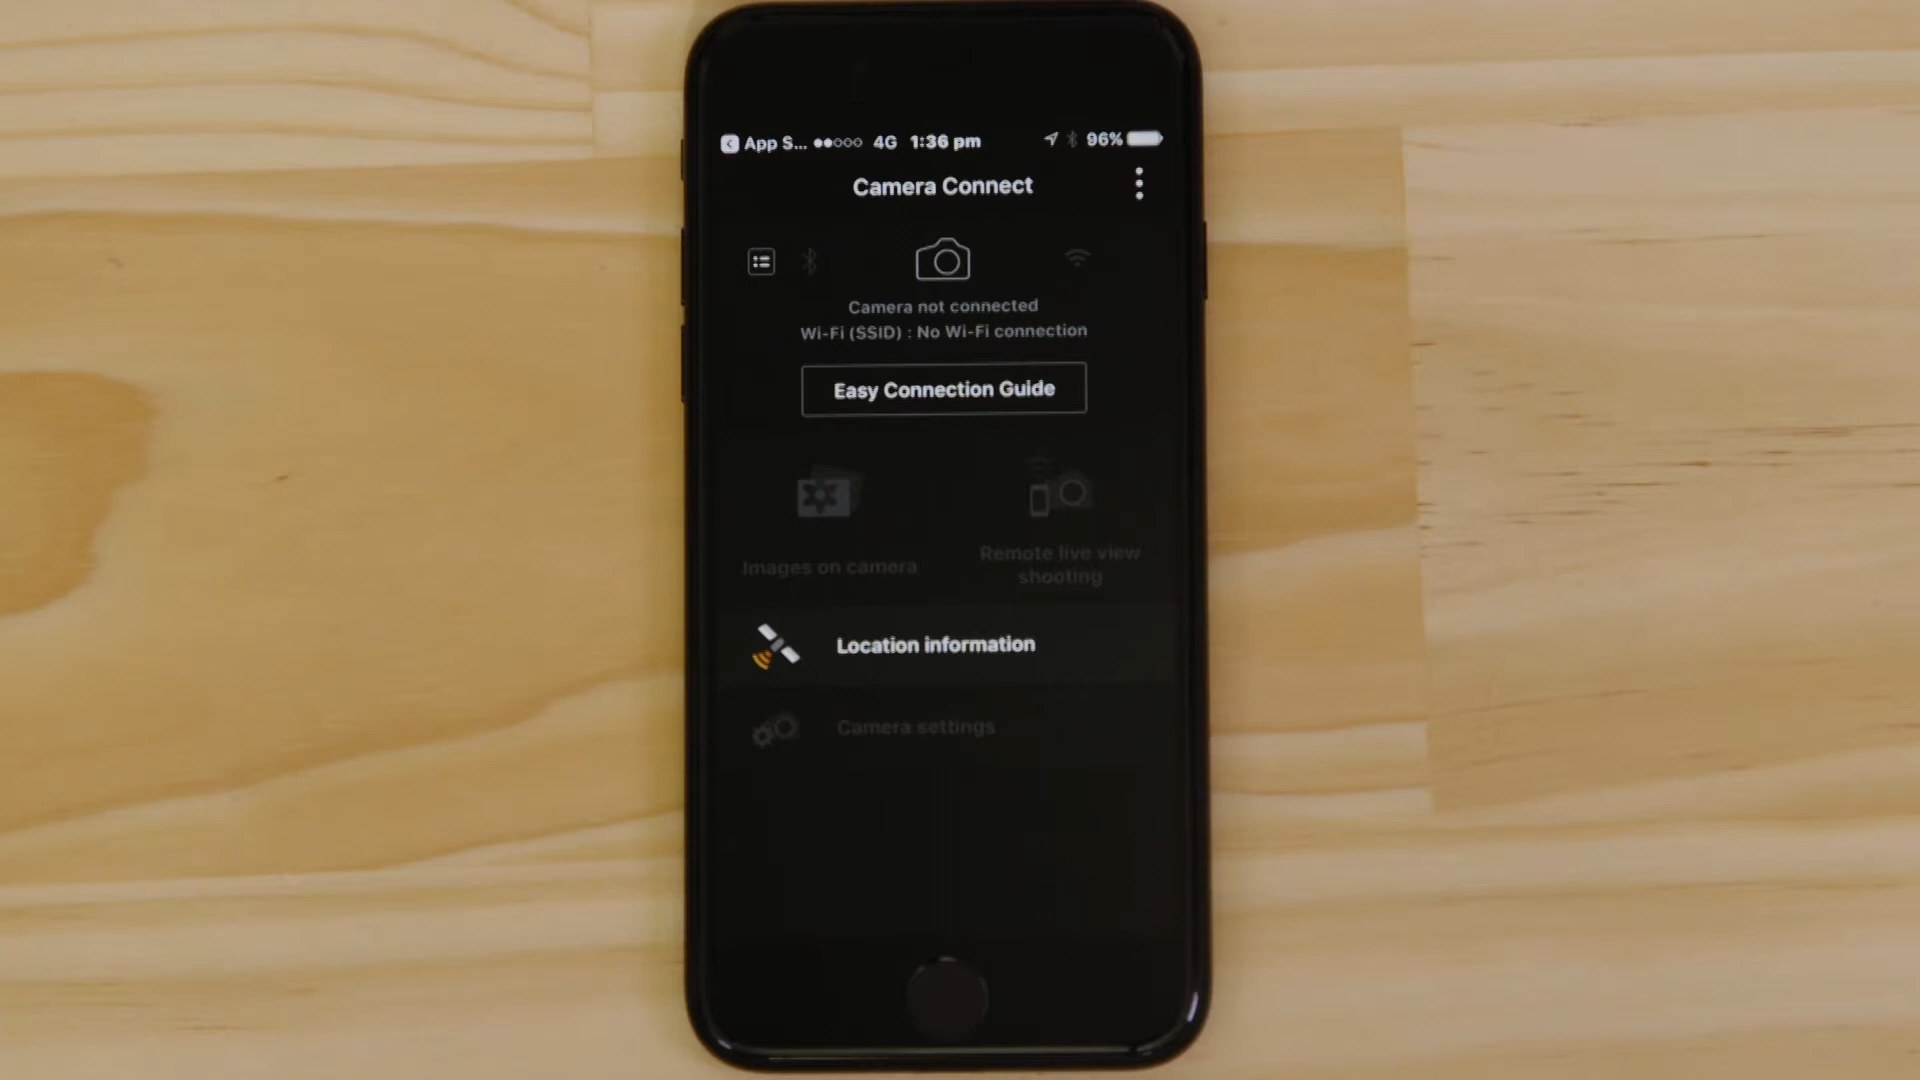 App S... 4G 1:36 pm 96%
Camera Connect
Camera not connected
Wi-Fi (SSID) : No Wi-Fi connection
Easy Connection Guide
Images on camera
Remote live view
shooting
Location information
Camera settings